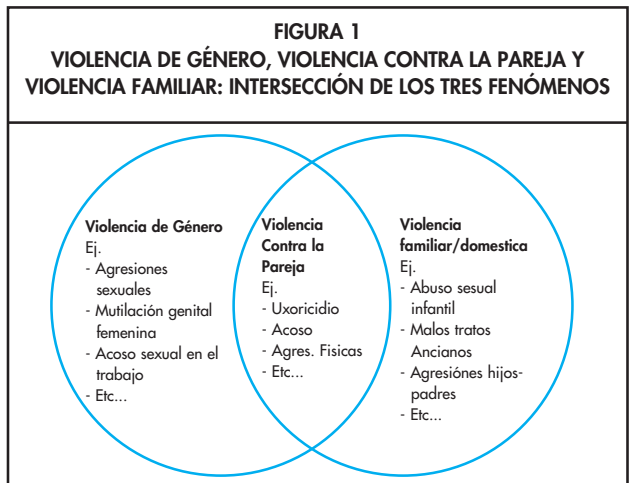 FIGURA 1
VIOLENCIA DE GÉNERO, VIOLENCIA CONTRA LA PAREJA Y
VIOLENCIA FAMILIAR: INTERSECCIÓN DE LOS TRES FENÓMENOS
Violencia de Género
Ej.
- Agresiones
sexuales
- Mutilación genital
femenina
- Acoso sexual en el
trabajo
- Etc...
Violencia
Contra la
Pareja
Ej.
- Uxoricidio
- Acoso
- Agres. Fisicas
- Etc...
Violencia
familiar/domestica
Ej.
- Abuso sesual
infantil
- Malos tratos
Ancianos
- Agresiónes hijos-
padres
- Etc...